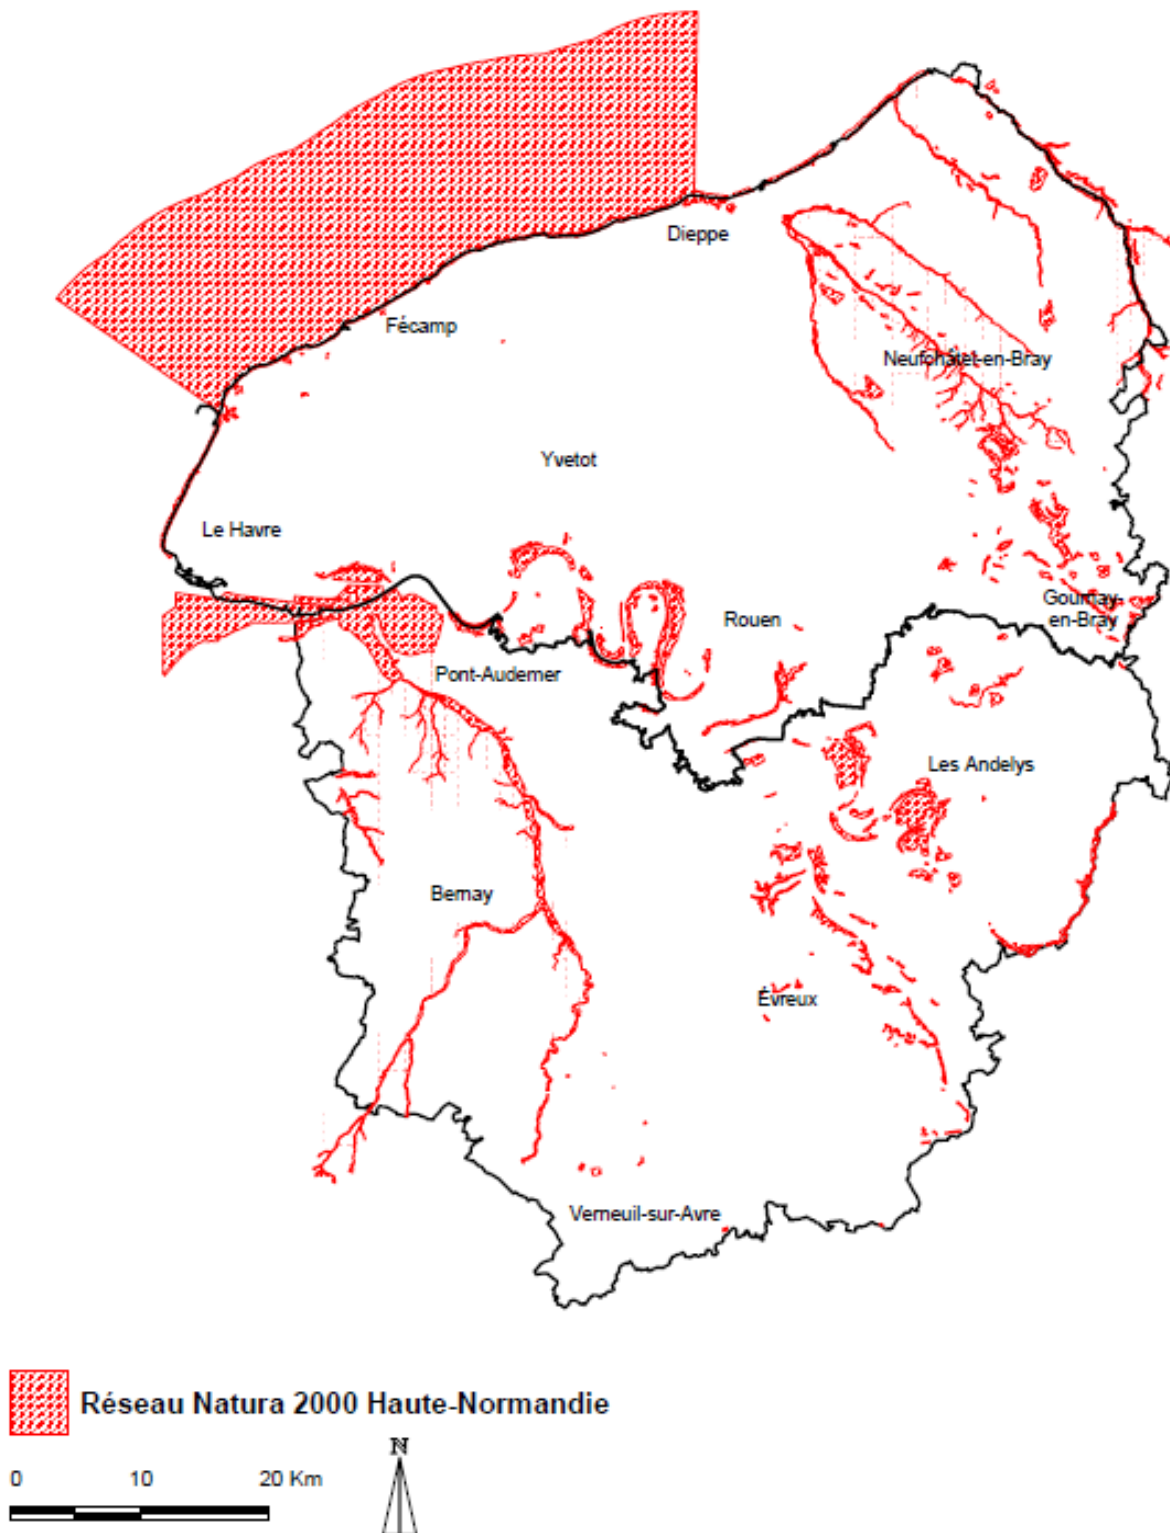 Dieppe
Fécamp
Neufchâtel-en-Bray
Yvetot
Le Havre
Gournay-
en-Bray
Rouen
Pont-Audemer
Les Andelys
Bernay
Évreux
Verneuil-sur-Avre
Réseau Natura 2000 Haute-Normandie
N
0 10 20 Km